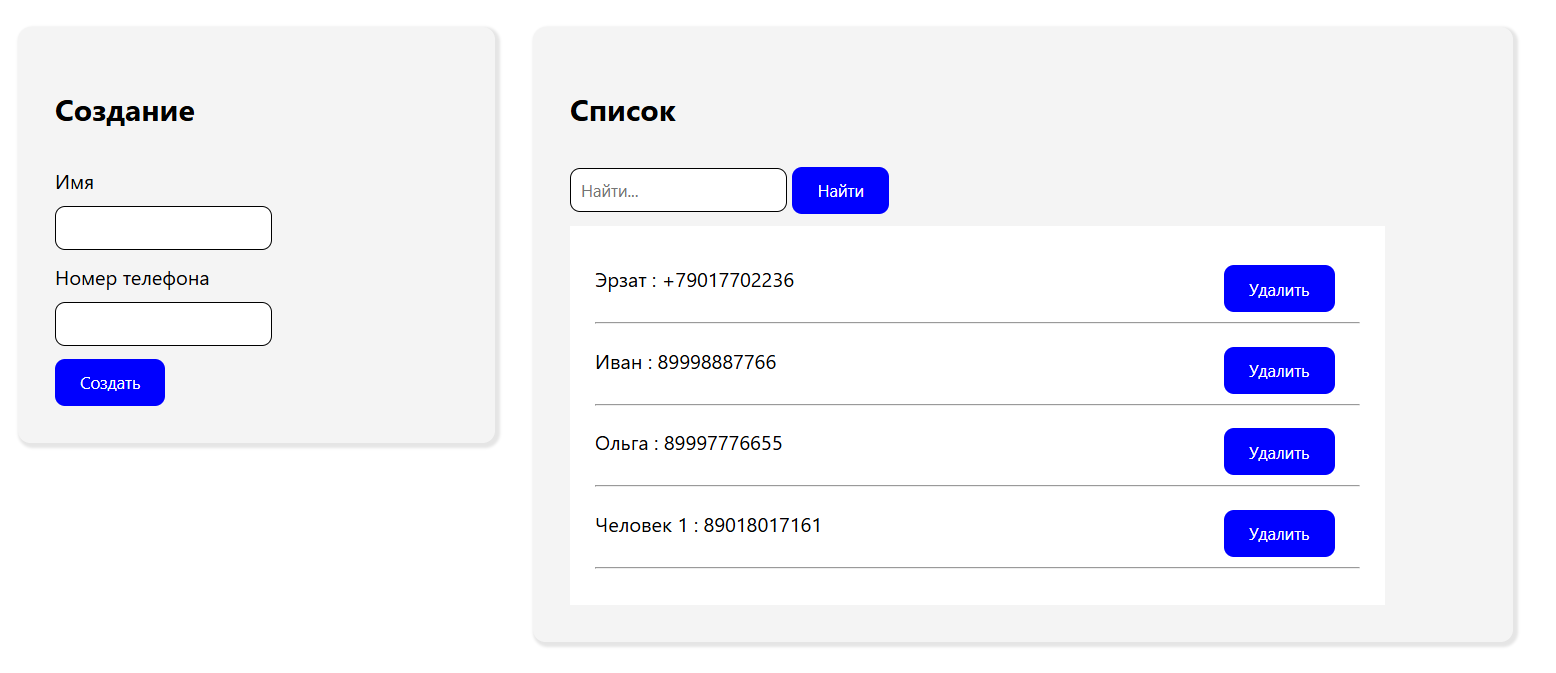 Создание
Имя
Номер телефона
Создать
Список
Найти... Найти
Эрзат : +79017702236 Удалить
Иван : 89998887766 Удалить
Ольга : 89997776655 Удалить
Человек 1 : 89018017161 Удалить